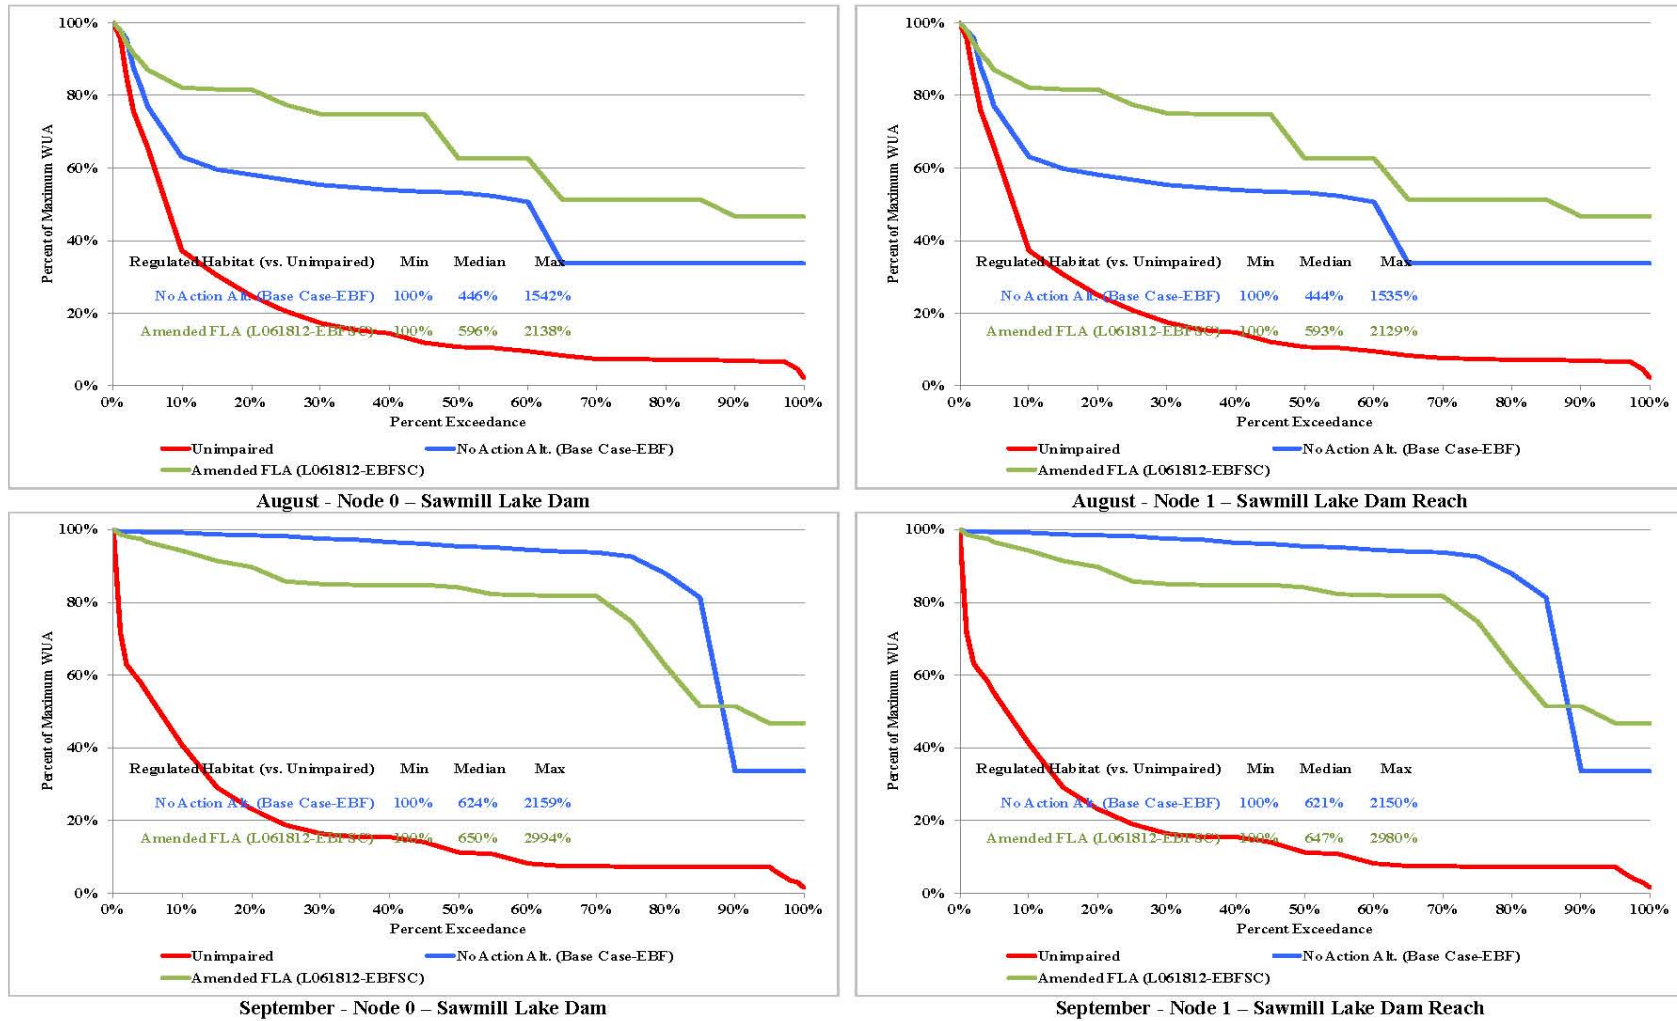 100%
80%
60%
40%
20%
0%
Percent of Maximum WUA
Regulated Habitat (vs. Unimpaired) Min Median Max
No Action Alt. (Base Case-EBF) 100% 446% 1542%
Amended FLA (L061812-EBFSC) 100% 596% 2138%
0% 10% 20% 30% 40% 50% 60% 70% 80% 90% 100%
Percent Exceedance
Unimpaired No Action Alt. (Base Case-EBF)
Amended FLA (L061812-EBFSC)
August - Node 0 – Sawmill Lake Dam
100%
80%
60%
40%
20%
0%
Percent of Maximum WUA
Regulated Habitat (vs. Unimpaired) Min Median Max
No Action Alt. (Base Case-EBF) 100% 444% 1535%
Amended FLA (L061812-EBFSC) 100% 593% 2129%
0% 10% 20% 30% 40% 50% 60% 70% 80% 90% 100%
Percent Exceedance
Unimpaired No Action Alt. (Base Case-EBF)
Amended FLA (L061812-EBFSC)
August - Node 1 – Sawmill Lake Dam Reach
100%
80%
60%
40%
20%
0%
Percent of Maximum WUA
Regulated Habitat (vs. Unimpaired) Min Median Max
No Action Alt. (Base Case-EBF) 100% 624% 2159%
Amended FLA (L061812-EBFSC) 100% 650% 2994%
0% 10% 20% 30% 40% 50% 60% 70% 80% 90% 100%
Percent Exceedance
Unimpaired No Action Alt. (Base Case-EBF)
Amended FLA (L061812-EBFSC)
September - Node 0 – Sawmill Lake Dam
100%
80%
60%
40%
20%
0%
Percent of Maximum WUA
Regulated Habitat (vs. Unimpaired) Min Median Max
No Action Alt. (Base Case-EBF) 100% 621% 2150%
Amended FLA (L061812-EBFSC) 100% 647% 2980%
0% 10% 20% 30% 40% 50% 60% 70% 80% 90% 100%
Percent Exceedance
Unimpaired No Action Alt. (Base Case-EBF)
Amended FLA (L061812-EBFSC)
September - Node 1 – Sawmill Lake Dam Reach